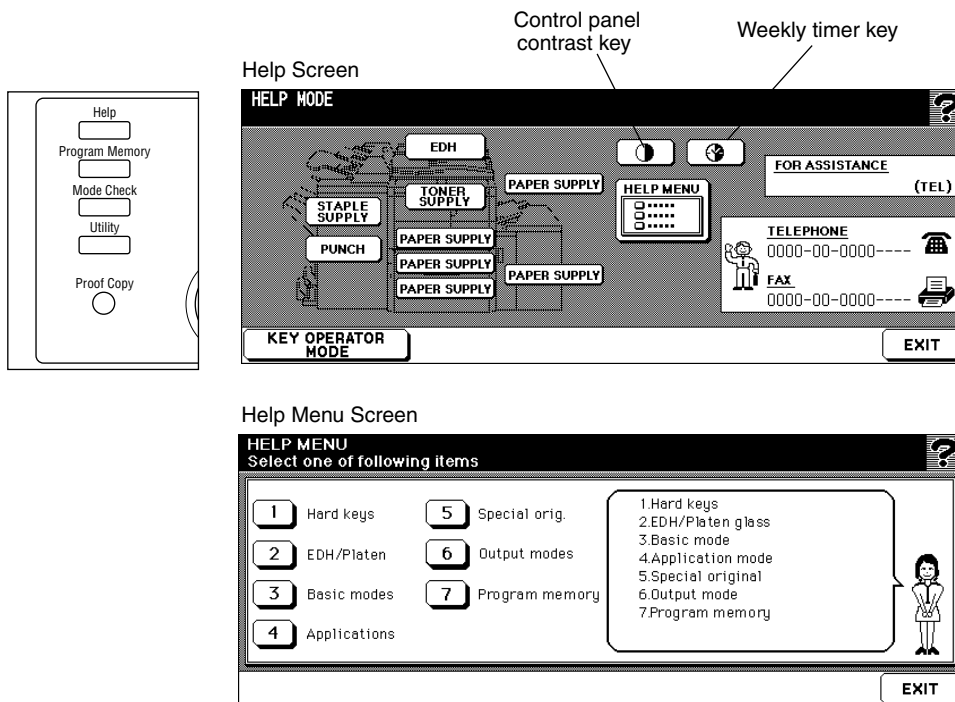 Control panel
contrast key
Weekly timer key
Help Screen
Help
Program Memory
Mode Check
Utility
Proof Copy
HELP MODE
EDH
TONER
SUPPLY
STAPLE
SUPPLY
PUNCH
PAPER SUPPLY
PAPER SUPPLY
PAPER SUPPLY
PAPER SUPPLY
PAPER SUPPLY
HELP MENU
FOR ASSISTANCE
(TEL)
TELEPHONE
0000-00-0000----
FAX
0000-00-0000----
KEY OPERATOR
MODE
EXIT
Help Menu Screen
HELP MENU
Select one of following items
1 Hard keys
2 EDH/Platen
3 Basic modes
4 Applications
5 Special orig.
6 Output modes
7 Program memory
1.Hard keys
2.EDH/Platen glass
3.Basic mode
4.Application mode
5.Special original
6.Output mode
7.Program memory
EXIT